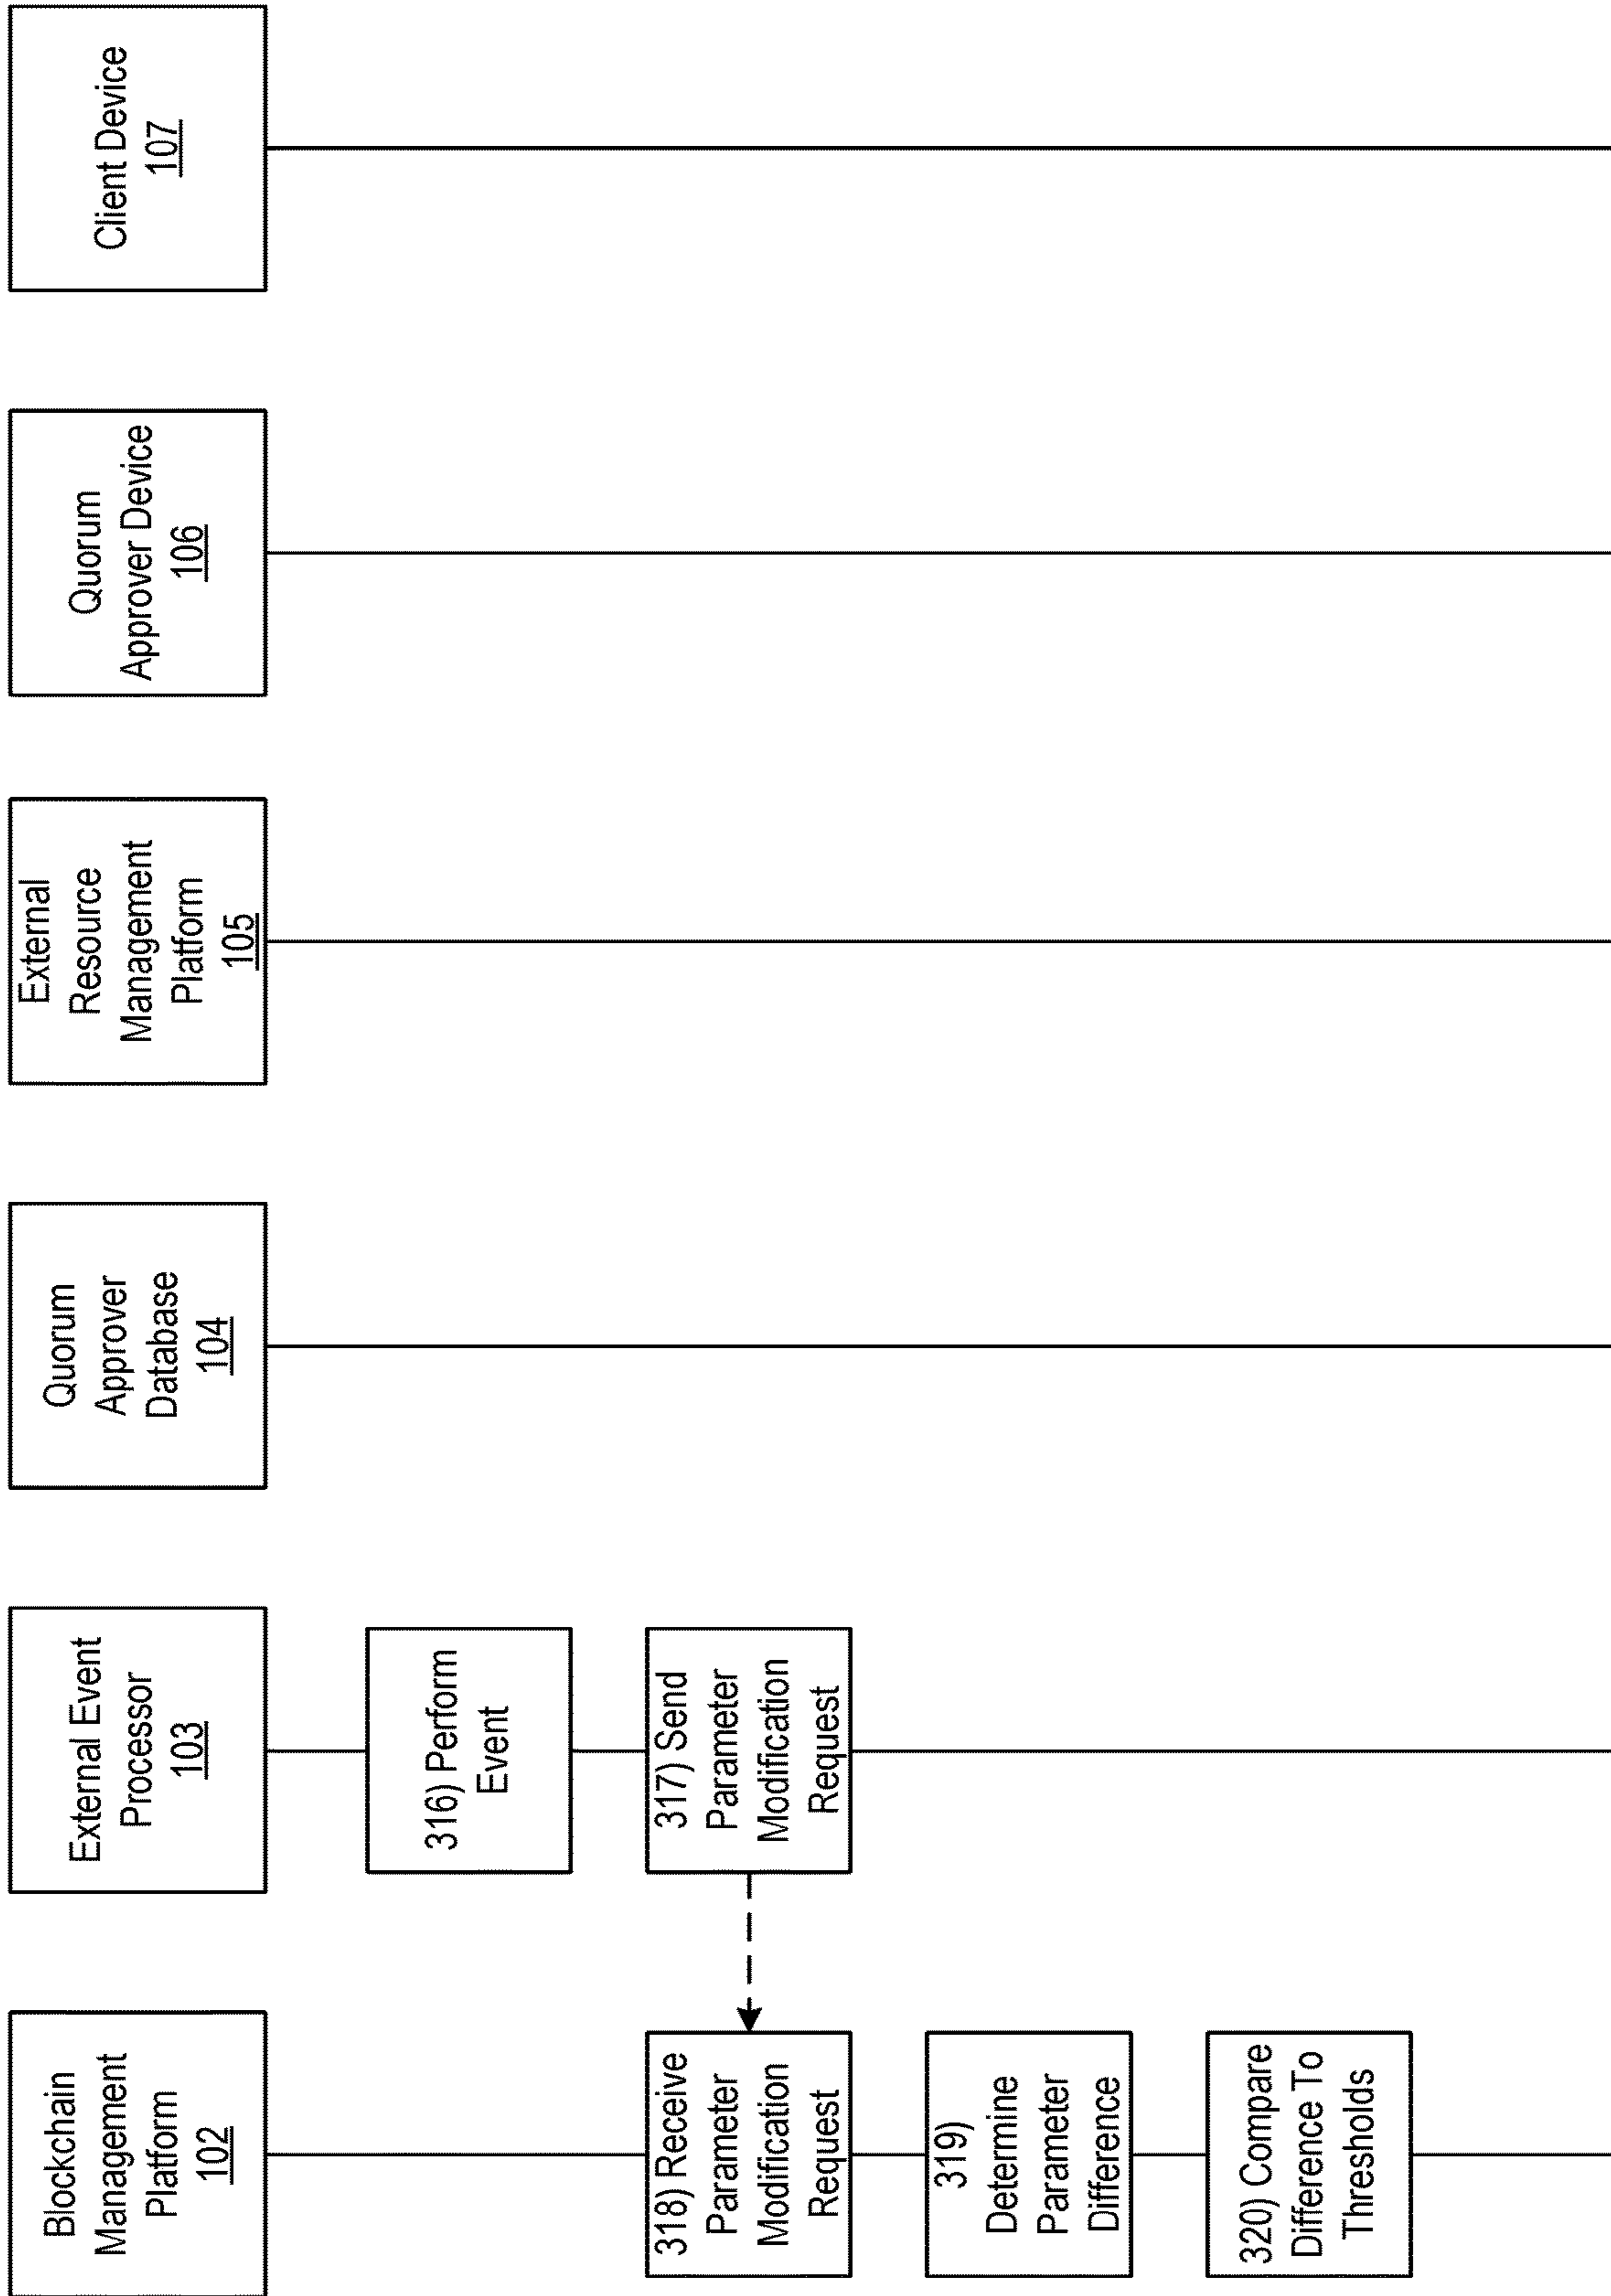 Blockchain
Management
Platform
102
External Event
Processor
103
Quorum
Approver
Database
104
External
Resource
Management
Platform
105
Quorum
Approver Device
106
Client Device
107
316) Perform
Event
317) Send
Parameter
Modification
Request
318) Receive
Parameter
Modification
Request
319)
Determine
Parameter
Difference
320) Compare
Difference To
Thresholds